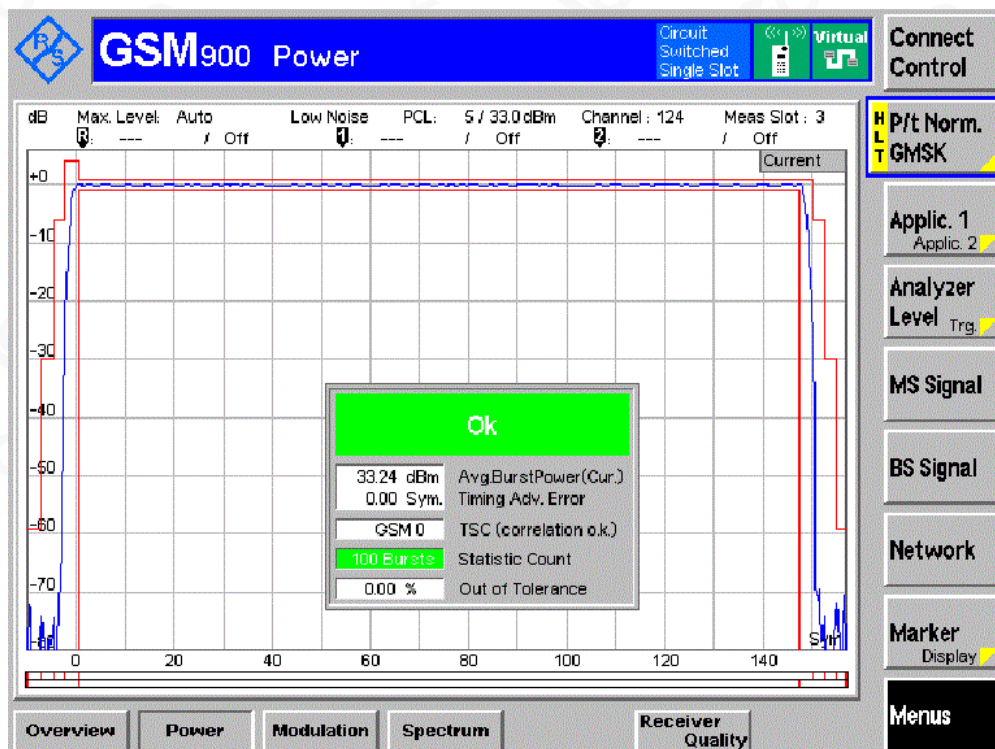 R/S
GSM900 Power
Circuit Switched Single Slot
Virtual
Connect Control
dB Max. Level: Auto Low Noise PCL: 5 / 33.0 dBm Channel : 124 Meas Slot : 3
R: --- / Off 1: --- / Off 2: --- / Off
Current
HLT
P/t Norm. GMSK
+0
-10
-20
-30
-40
-50
-60
-70
Applic. 1
Applic. 2
Analyzer Level Trg.
MS Signal
BS Signal
Network
Marker
Display
Menus
Ok
33.24 dBm Avg.BurstPower(Cur.)
0.00 Sym. Timing Adv. Error
GSM 0 TSC (correlation o.k.)
100 Bursts Statistic Count
0.00 % Out of Tolerance
Sym
0 20 40 60 80 100 120 140
Overview Power Modulation Spectrum Receiver Quality